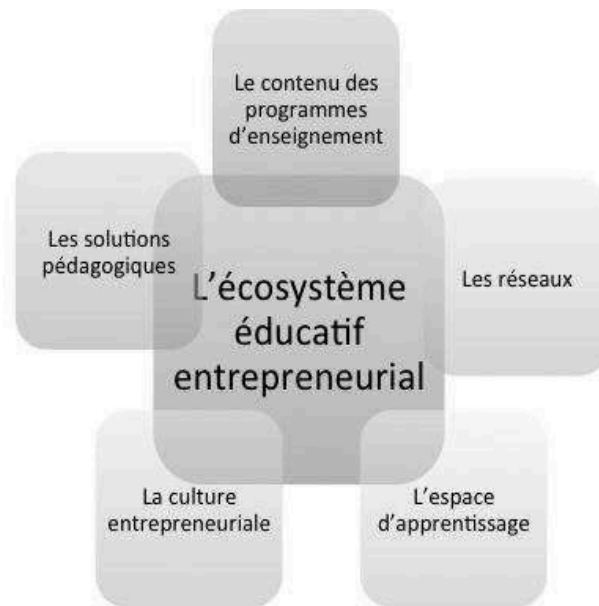 Le contenu des
programmes
d'enseignement
Les solutions
pédagogiques
L'écosystème
éducatif
entrepreneurial
Les réseaux
La culture
entrepreneuriale
L'espace
d'apprentissage